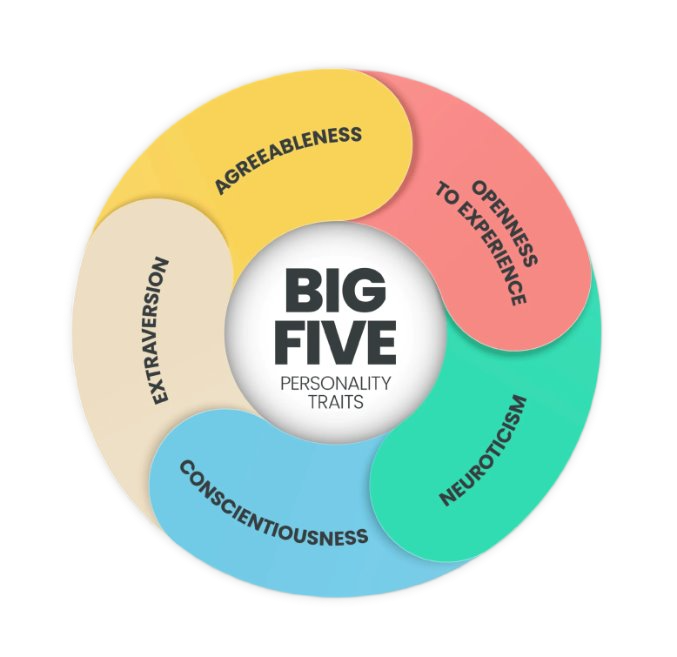 AGREEABLENESS
OPENNESS
TO EXPERIENCE
EXTRAVERSION
BIG
FIVE
PERSONALITY
TRAITS
NEUROTICISM
CONSCIENTIOUSNESS